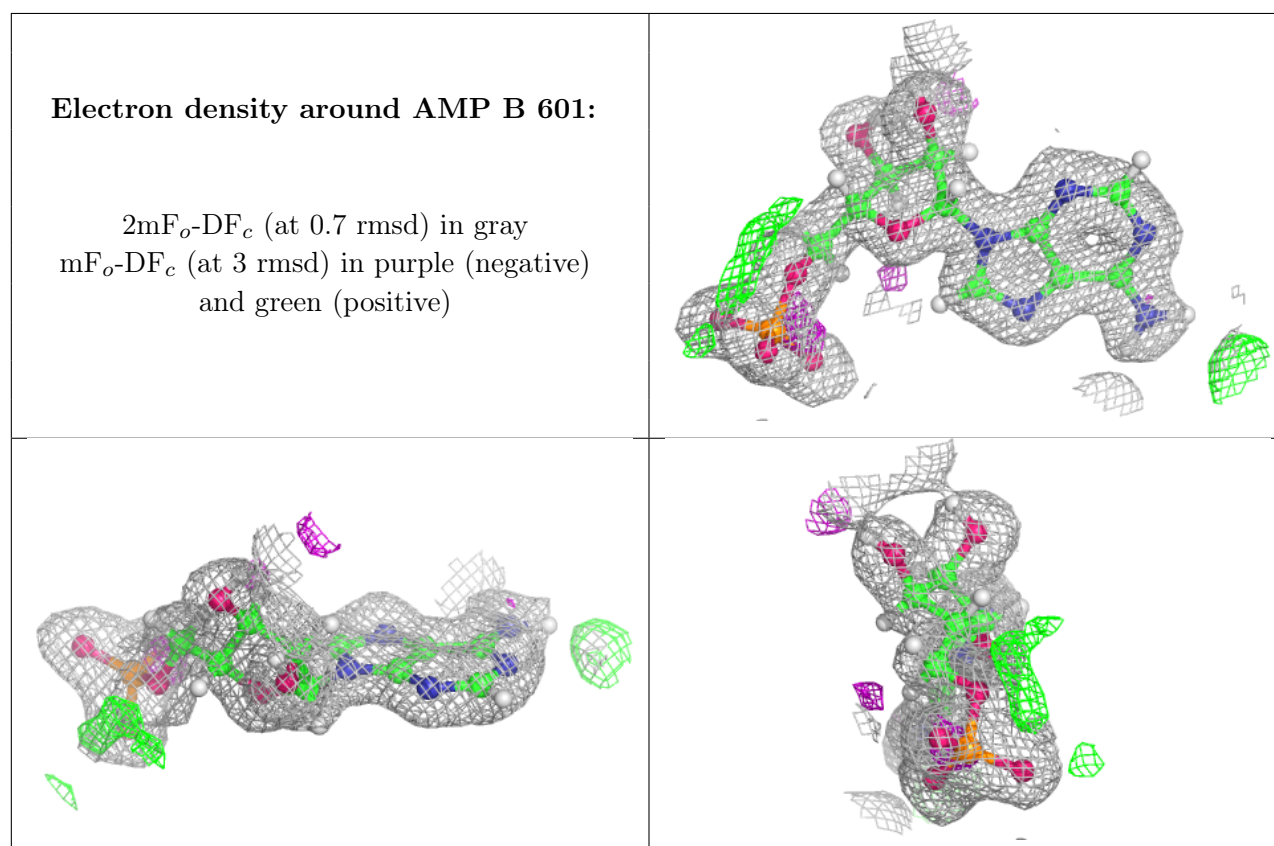 Electron density around AMP B 601:
2mFo-DFc (at 0.7 rmsd) in gray
mFo-DFc (at 3 rmsd) in purple (negative)
and green (positive)